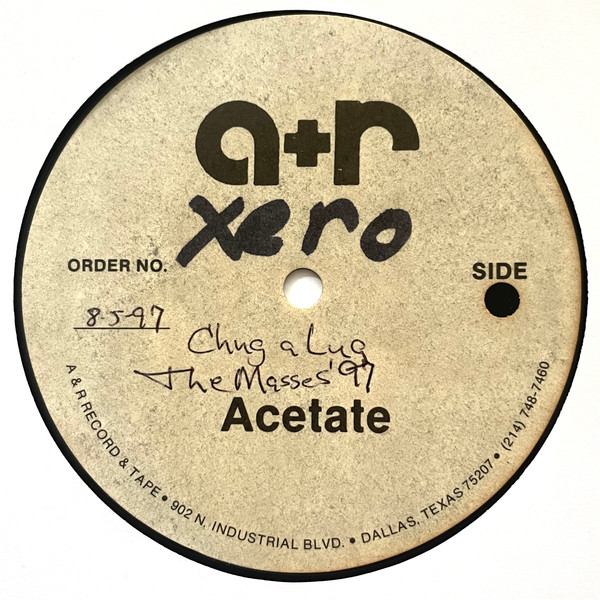 a+r
xero
ORDER NO.
SIDE
8-5-97
Chug a Lug
The Masses '97
Acetate
A & R RECORD & TAPE • 902 N. INDUSTRIAL BLVD. • DALLAS, TEXAS 75207 • (214) 748-7460